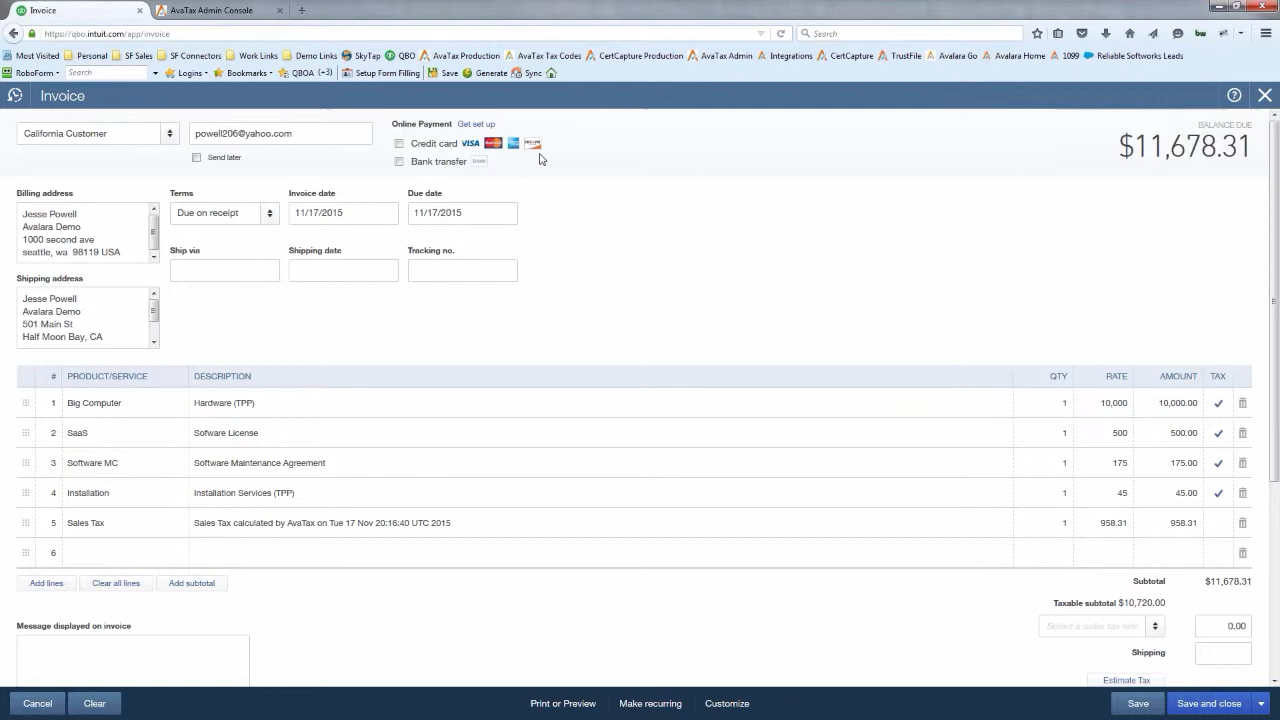 Invoice
AvaTax Admin Console
https://qbo.intuit.com/app/invoice
Search
Most Visited Personal SF Sales SF Connectors Work Links Demo Links SkyTap QBO AvaTax Production AvaTax Tax Codes CertCapture Production AvaTax Admin Integrations CertCapture TrustFile Avalara Go Avalara Home 1099 Reliable Softworks Leads
RoboForm Search Logins Bookmarks QBOA (+3) Setup Form Filling Save Generate Sync
Invoice
California Customer
powell206@yahoo.com
Send later
Online Payment Get set up
Credit card VISA
Bank transfer BANK
BALANCE DUE
$11,678.31
Billing address
Jesse Powell
Avalara Demo
1000 second ave
seattle, wa 98119 USA
Terms
Due on receipt
Invoice date
11/17/2015
Due date
11/17/2015
Ship via
Shipping date
Tracking no.
Shipping address
Jesse Powell
Avalara Demo
501 Main St
Half Moon Bay, CA
# PRODUCT/SERVICE DESCRIPTION QTY RATE AMOUNT TAX
1 Big Computer Hardware (TPP) 1 10,000 10,000.00
2 SaaS Sofware License 1 500 500.00
3 Software MC Software Maintenance Agreement 1 175 175.00
4 Installation Installation Services (TPP) 1 45 45.00
5 Sales Tax Sales Tax calculated by AvaTax on Tue 17 Nov 20:16:40 UTC 2015 1 958.31 958.31
6
Add lines Clear all lines Add subtotal
Subtotal $11,678.31
Taxable subtotal $10,720.00
Select a sales tax rate 0.00
Shipping
Estimate Tax
Message displayed on invoice
Cancel Clear Print or Preview Make recurring Customize Save Save and close